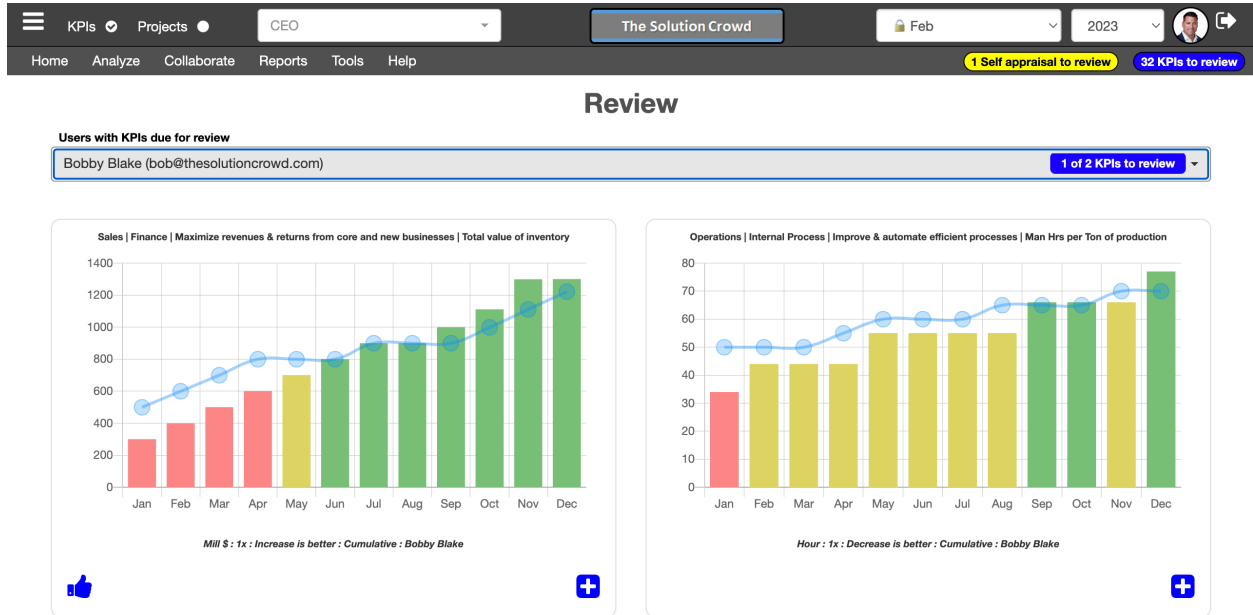 KPIs Projects CEO The Solution Crowd Feb 2023
Home Analyze Collaborate Reports Tools Help 1 Self appraisal to review 32 KPIs to review
Review
Users with KPIs due for review
Bobby Blake (bob@thesolutioncrowd.com) 1 of 2 KPIs to review
Sales | Finance | Maximize revenues & returns from core and new businesses | Total value of inventory
1400
1200
1000
800
600
400
200
0
Jan Feb Mar Apr May Jun Jul Aug Sep Oct Nov Dec
Mill $ : 1x : Increase is better : Cumulative : Bobby Blake
Operations | Internal Process | Improve & automate efficient processes | Man Hrs per Ton of production
80
70
60
50
40
30
20
10
0
Jan Feb Mar Apr May Jun Jul Aug Sep Oct Nov Dec
Hour : 1x : Decrease is better : Cumulative : Bobby Blake